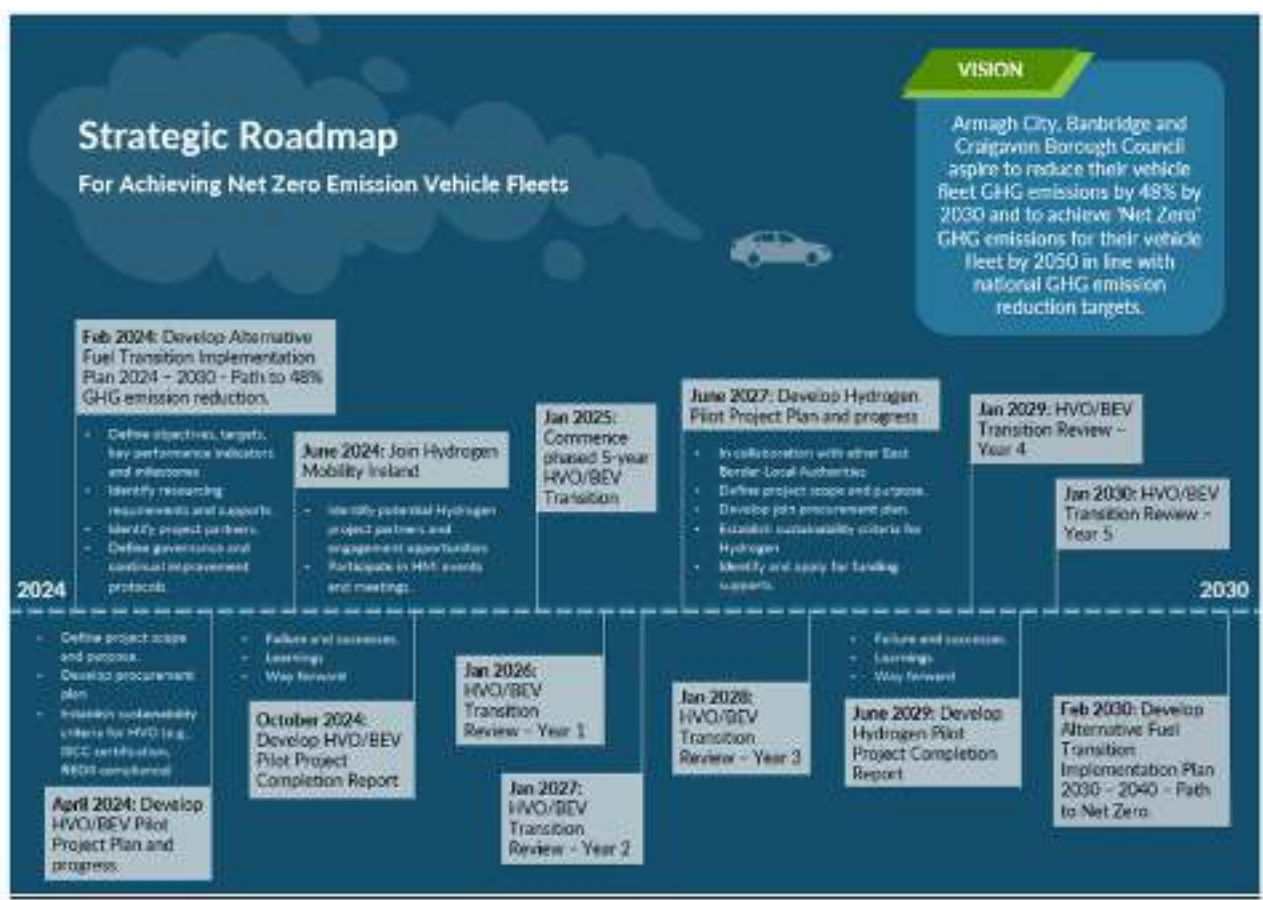 Strategic Roadmap
For Achieving Net Zero Emission Vehicle Fleets
VISION
Armagh City, Banbridge and
Craigavon Borough Council
aspire to reduce their vehicle
fleet GHG emissions by 48% by
2030 and to achieve 'Net Zero'
GHG emissions for their vehicle
fleet by 2050 in line with
national GHG emission
reduction targets.
Feb 2024: Develop Alternative
Fuel Transition Implementation
Plan 2024 – 2030 - Path to 48%
GHG emission reduction.
- Define objectives, targets,
key performance indicators
and milestones
- Identify resourcing
requirements and supports
- Identify project partners.
- Define governance and
continual improvement
protocols.
June 2024: Join Hydrogen
Mobility Ireland
- Identify potential Hydrogen
project partners and
engagement opportunities
- Participate in HMI events
and meetings.
Jan 2025:
Commence
phased 5-year
HVO/BEV
Transition
June 2027: Develop Hydrogen
Pilot Project Plan and progress
- In collaboration with other East
Border Local Authorities
- Define project scope and purpose.
- Develop join procurement plan.
- Establish sustainability criteria for
Hydrogen
- Identify and apply for funding
supports.
Jan 2029: HVO/BEV
Transition Review –
Year 4
Jan 2030: HVO/BEV
Transition Review –
Year 5
2024
2030
- Define project scope
and purpose.
- Develop procurement
plan
- Establish sustainability
criteria for HVO (e.g.,
ISCC certification,
REDII compliance)
April 2024: Develop
HVO/BEV Pilot
Project Plan and
progress.
- Failure and successes.
- Learnings
- Way forward
October 2024:
Develop HVO/BEV
Pilot Project
Completion Report
Jan 2026:
HVO/BEV
Transition
Review – Year 1
Jan 2027:
HVO/BEV
Transition
Review – Year 2
Jan 2028:
HVO/BEV
Transition
Review – Year 3
- Failure and successes.
- Learnings
- Way forward
June 2029: Develop
Hydrogen Pilot
Project Completion
Report
Feb 2030: Develop
Alternative Fuel
Transition
Implementation Plan
2030 – 2040 – Path
to Net Zero.